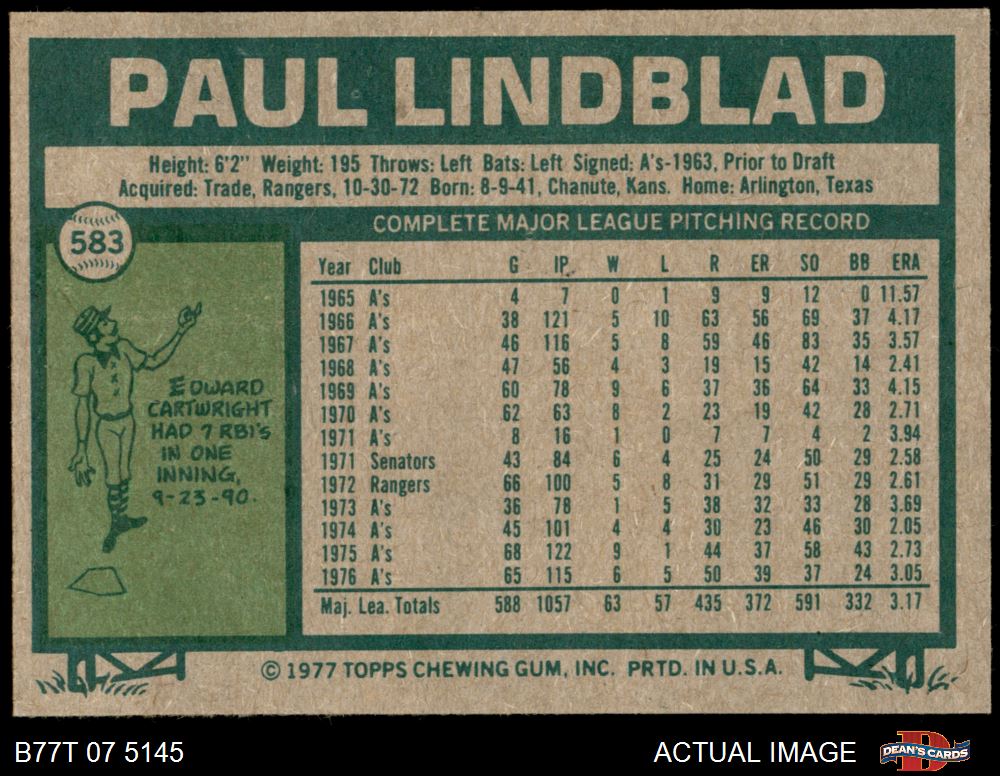 PAUL LINDBLAD
Height: 6'2" Weight: 195 Throws: Left Bats: Left Signed: A's-1963, Prior to Draft
Acquired: Trade, Rangers, 10-30-72 Born: 8-9-41, Chanute, Kans. Home: Arlington, Texas
583
COMPLETE MAJOR LEAGUE PITCHING RECORD
Year Club G IP. W L R ER SO BB ERA
1965 A's 4 7 0 1 9 9 12 0 11.57
1966 A's 38 121 5 10 63 56 69 37 4.17
1967 A's 46 116 5 8 59 46 83 35 3.57
1968 A's 47 56 4 3 19 15 42 14 2.41
1969 A's 60 78 9 6 37 36 64 33 4.15
1970 A's 62 63 8 2 23 19 42 28 2.71
1971 A's 8 16 1 0 7 7 4 2 3.94
1971 Senators 43 84 6 4 25 24 50 29 2.58
1972 Rangers 66 100 5 8 31 29 51 29 2.61
1973 A's 36 78 1 5 38 32 33 28 3.69
1974 A's 45 101 4 4 30 23 46 30 2.05
1975 A's 68 122 9 1 44 37 58 43 2.73
1976 A's 65 115 6 5 50 39 37 24 3.05
Maj. Lea. Totals 588 1057 63 57 435 372 591 332 3.17
EDWARD
CARTWRIGHT
HAD 7 RBI'S
IN ONE
INNING,
9-23-90.
© 1977 TOPPS CHEWING GUM, INC. PRTD. IN U.S.A.
B77T 07 5145
ACTUAL IMAGE
D
DEAN'S CARDS